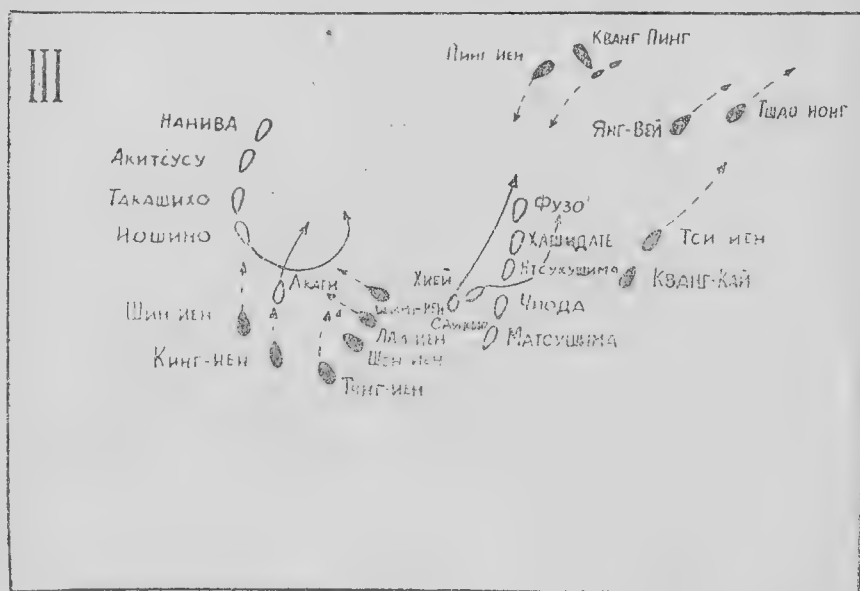 III
Пинг иен
Кванг Пинг
Янг-Вей
Тшао ионг
Нанива
Акитсусу
Такашихо
Иошино
Фузо
Хашидате
Итсукушима
Чиода
Матсушима
Тси иен
Кванг-Кай
Хией
Акаги
Шин иен
Кинг-иен
Лаи иен
Шен иен
Тинг-иен